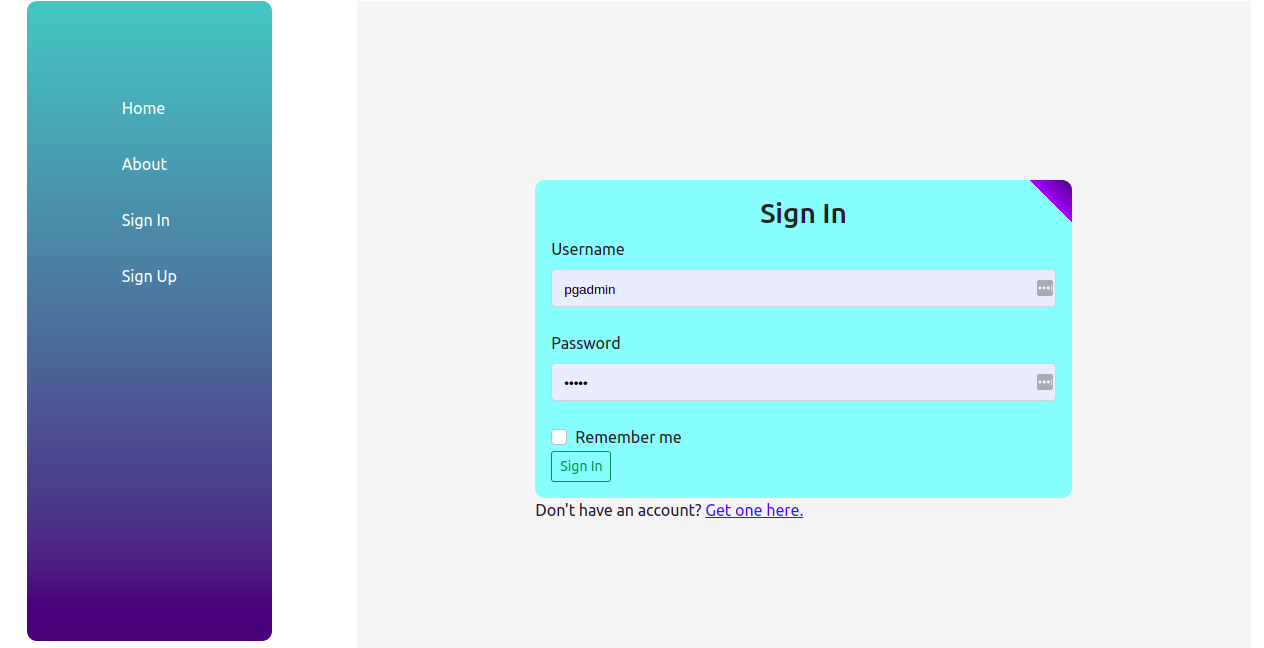 Home
About
Sign In
Sign Up
Sign In
Username
pgadmin
Password
•••••
Remember me
Sign In
Don't have an account? Get one here.